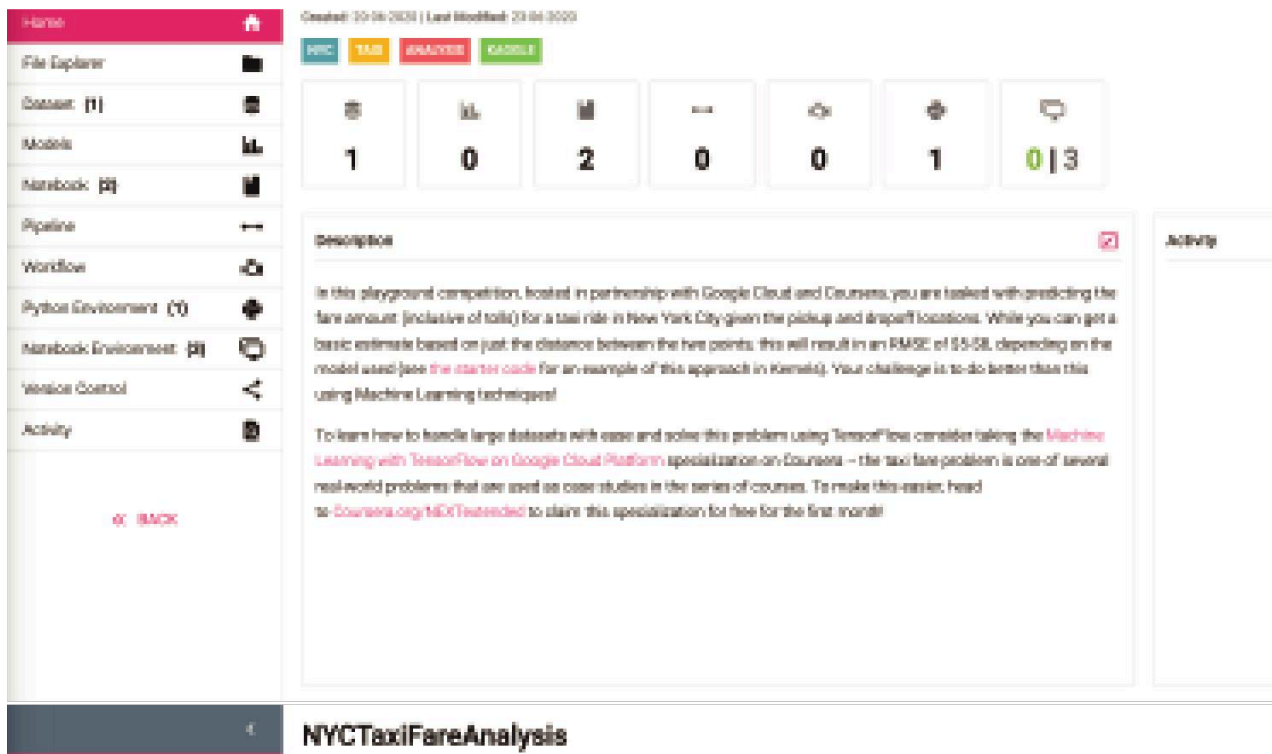 Home
Created: 20 06 2020 | Last Modified: 23 06 2020
NYC TAXI ANALYSIS KAGGLE
File Explorer
Dataset (1)
Models
Notebook (2)
Pipeline
Workflow
Python Environment (1)
Notebook Environment (3)
Version Control
Activity
« BACK
1 0 2 0 0 1 0 | 3
Description
In this playground competition, hosted in partnership with Google Cloud and Coursera, you are tasked with predicting the
fare amount (inclusive of tolls) for a taxi ride in New York City given the pickup and dropoff locations. While you can get a
basic estimate based on just the distance between the two points, this will result in an RMSE of $5-$8, depending on the
model used (see the starter code for an example of this approach in Kernels). Your challenge is to do better than this
using Machine Learning techniques!
To learn how to handle large datasets with ease and solve this problem using TensorFlow, consider taking the Machine
Learning with TensorFlow on Google Cloud Platform specialization on Coursera – the taxi fare problem is one of several
real-world problems that are used as case studies in the series of courses. To make this easier, head
to Coursera.org/NEXTextended to claim this specialization for free for the first month!
Activity
NYCTaxiFareAnalysis